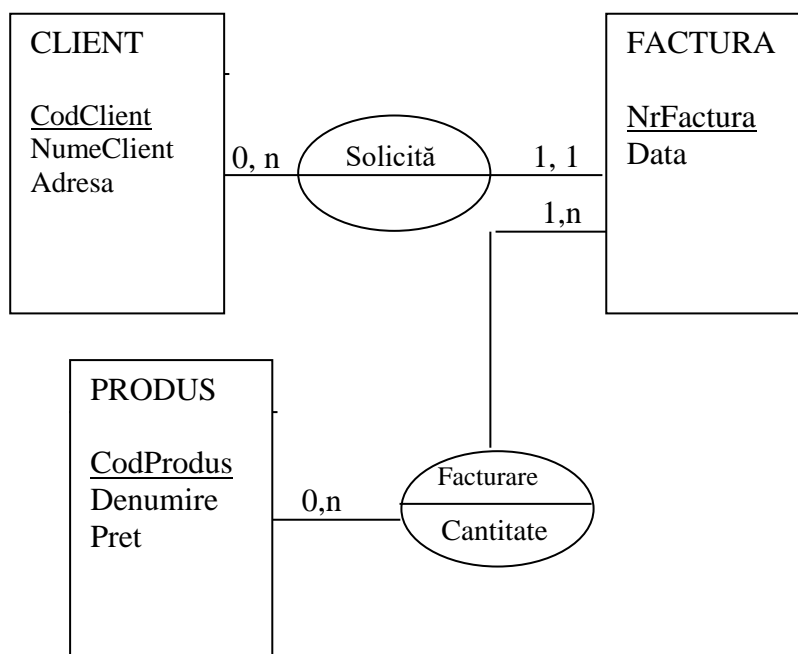 CLIENT
CodClient
NumeClient
Adresa
0, n
Solicită
1, 1
1,n
FACTURA
NrFactura
Data
PRODUS
CodProdus
Denumire
Pret
0,n
Facturare
Cantitate